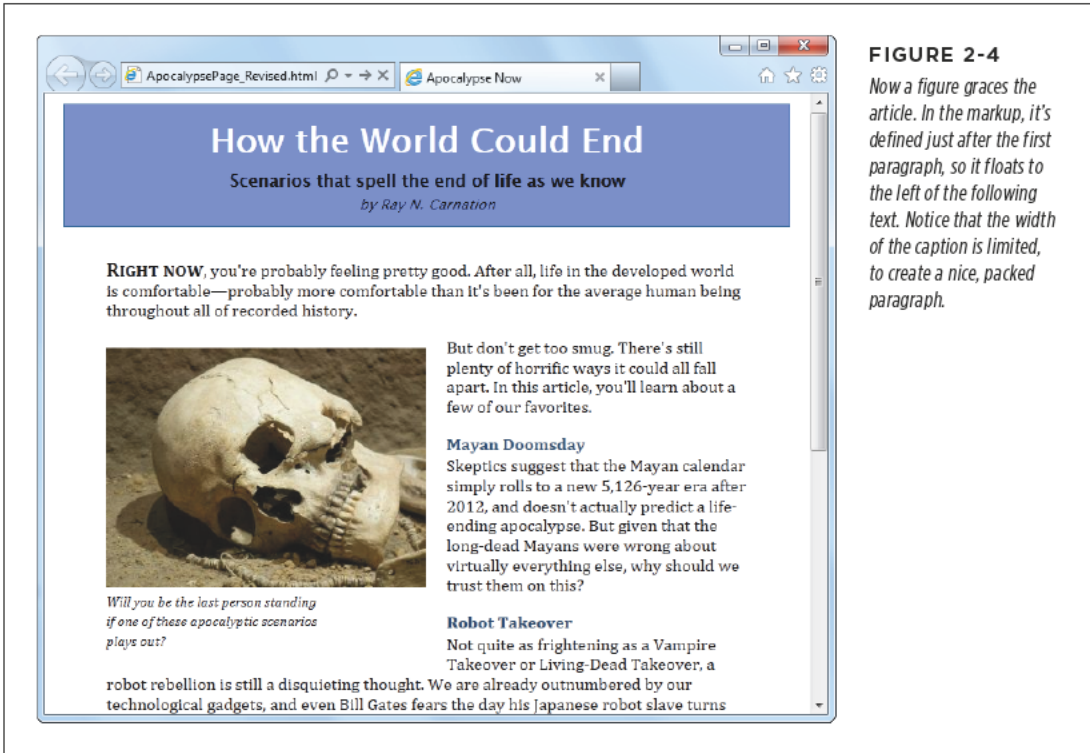 ApocalypsePage_Revised.html
Apocalypse Now
How the World Could End
Scenarios that spell the end of life as we know
by Ray N. Carnation
RIGHT NOW, you're probably feeling pretty good. After all, life in the developed world
is comfortable—probably more comfortable than it's been for the average human being
throughout all of recorded history.
But don't get too smug. There's still
plenty of horrific ways it could all fall
apart. In this article, you'll learn about a
few of our favorites.
Mayan Doomsday
Skeptics suggest that the Mayan calendar
simply rolls to a new 5,126-year era after
2012, and doesn't actually predict a life-
ending apocalypse. But given that the
long-dead Mayans were wrong about
virtually everything else, why should we
trust them on this?
Will you be the last person standing
if one of these apocalyptic scenarios
plays out?
Robot Takeover
Not quite as frightening as a Vampire
Takeover or Living-Dead Takeover, a
robot rebellion is still a disquieting thought. We are already outnumbered by our
technological gadgets, and even Bill Gates fears the day his Japanese robot slave turns
FIGURE 2-4
Now a figure graces the
article. In the markup, it's
defined just after the first
paragraph, so it floats to
the left of the following
text. Notice that the width
of the caption is limited,
to create a nice, packed
paragraph.